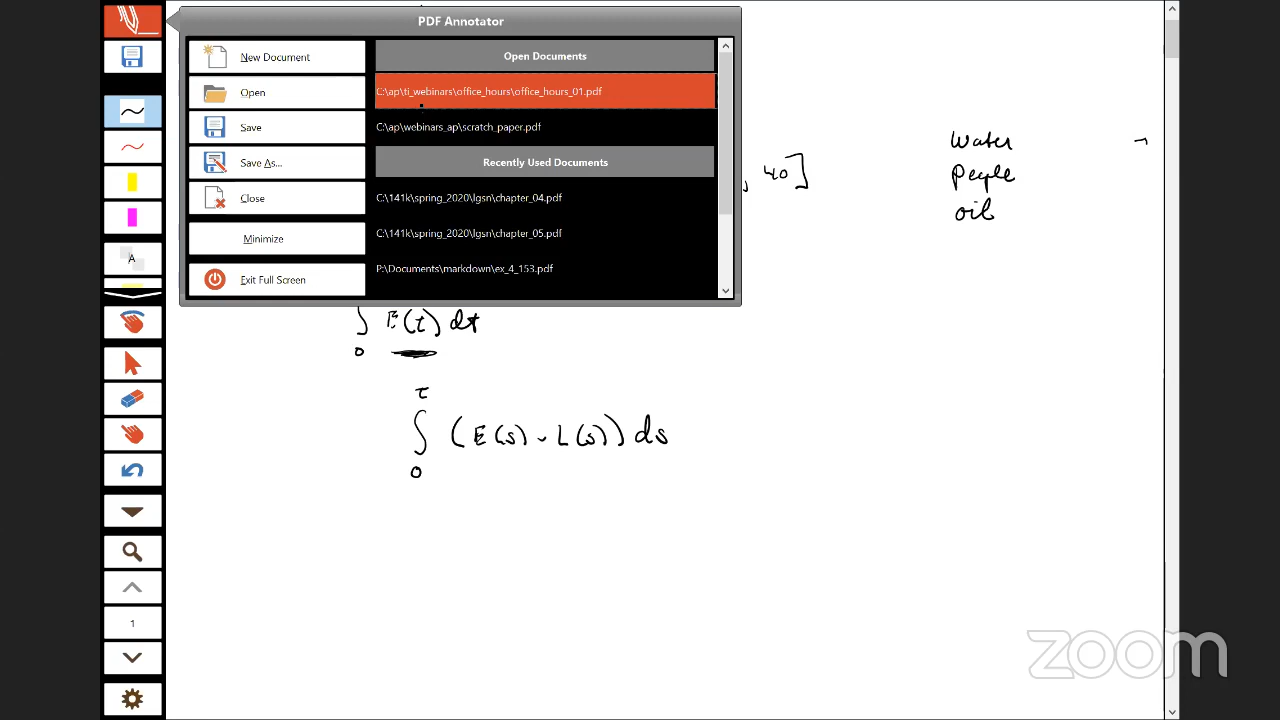 PDF Annotator
New Document
Open
Save
Save As...
Close
Minimize
Exit Full Screen
Open Documents
C:\ap\ti_webinars\office_hours\office_hours_01.pdf
C:\ap\webinars_ap\scratch_paper.pdf
Recently Used Documents
C:\141k\spring_2020\lgsn\chapter_04.pdf
C:\141k\spring_2020\lgsn\chapter_05.pdf
P:\Documents\markdown\ex_4_153.pdf
, 40]
Water
People
oil
∫ E(t) dt
0
τ
∫ (E(s) - L(s)) ds
0
A
1
zoom